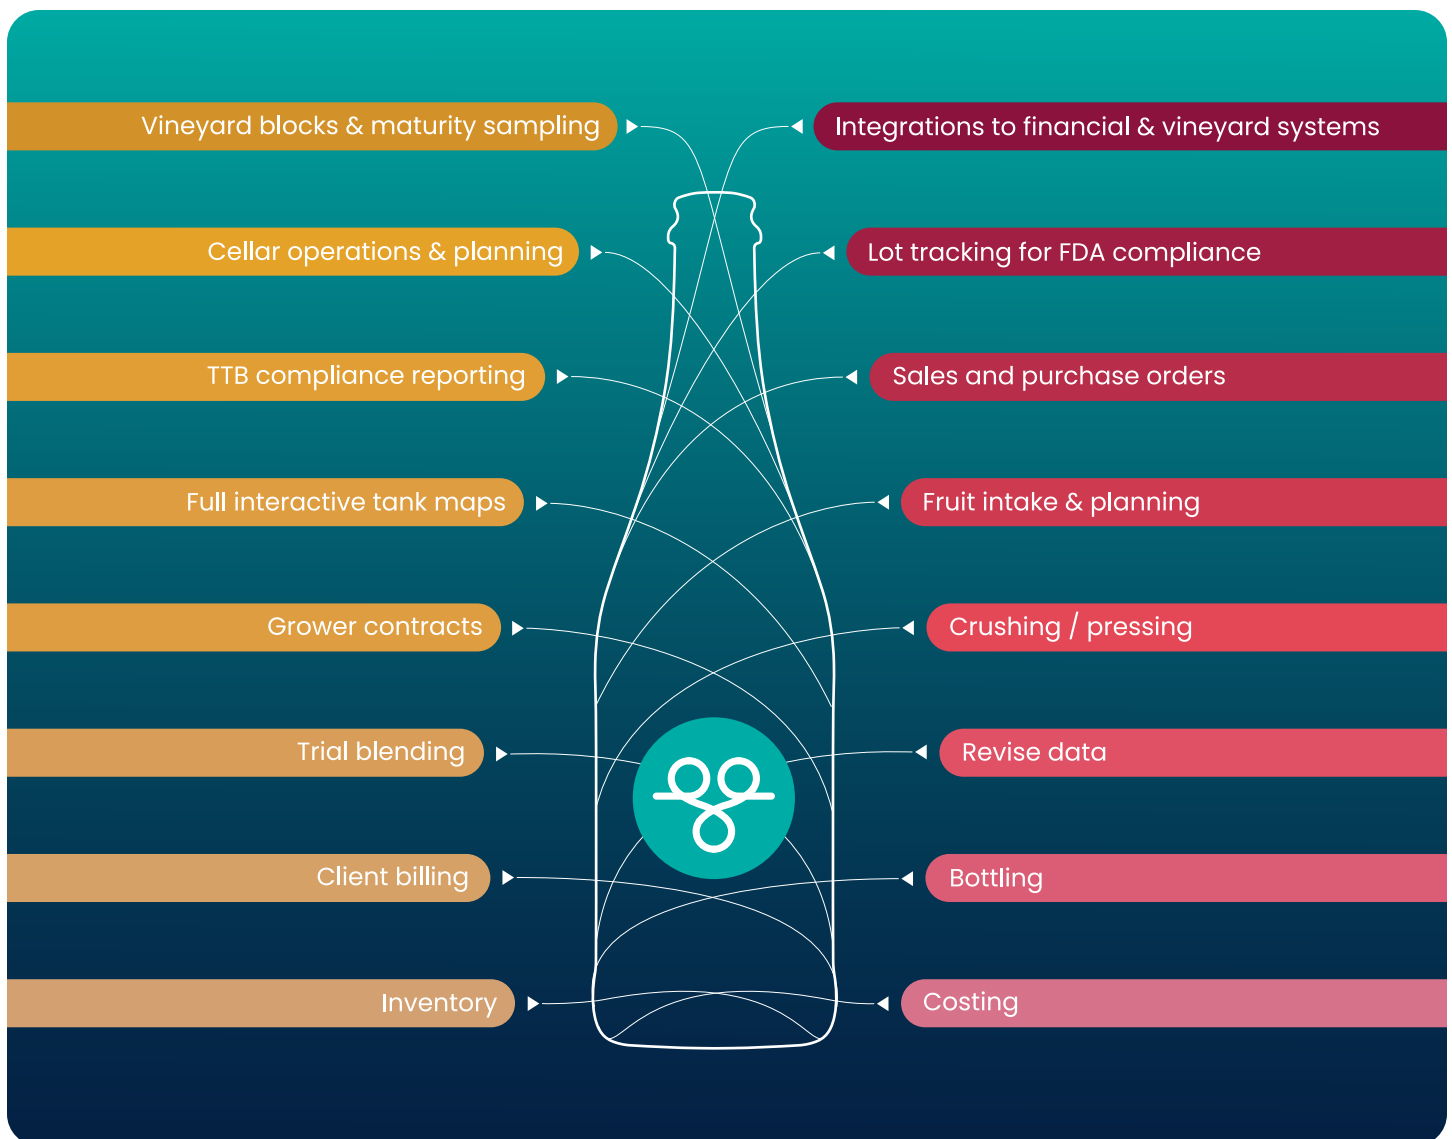 Vineyard blocks & maturity sampling
Integrations to financial & vineyard systems
Cellar operations & planning
Lot tracking for FDA compliance
TTB compliance reporting
Sales and purchase orders
Full interactive tank maps
Fruit intake & planning
Grower contracts
Crushing / pressing
Trial blending
Revise data
Client billing
Bottling
Inventory
Costing